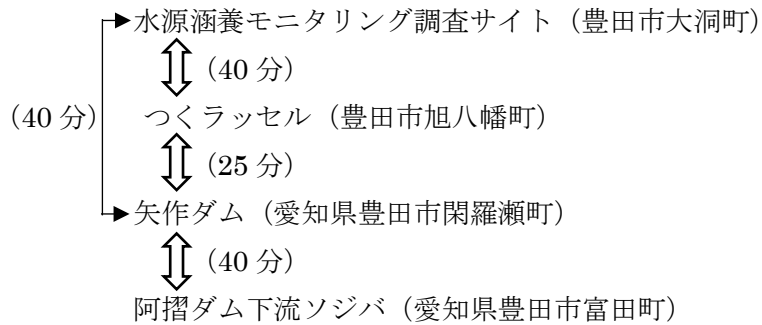 水源涵養モニタリング調査サイト（豊田市大洞町）
（40 分）
（40 分）
つくラッセル（豊田市旭八幡町）
（25 分）
矢作ダム（愛知県豊田市閑羅瀬町）
（40 分）
阿摺ダム下流ソジバ（愛知県豊田市富田町）